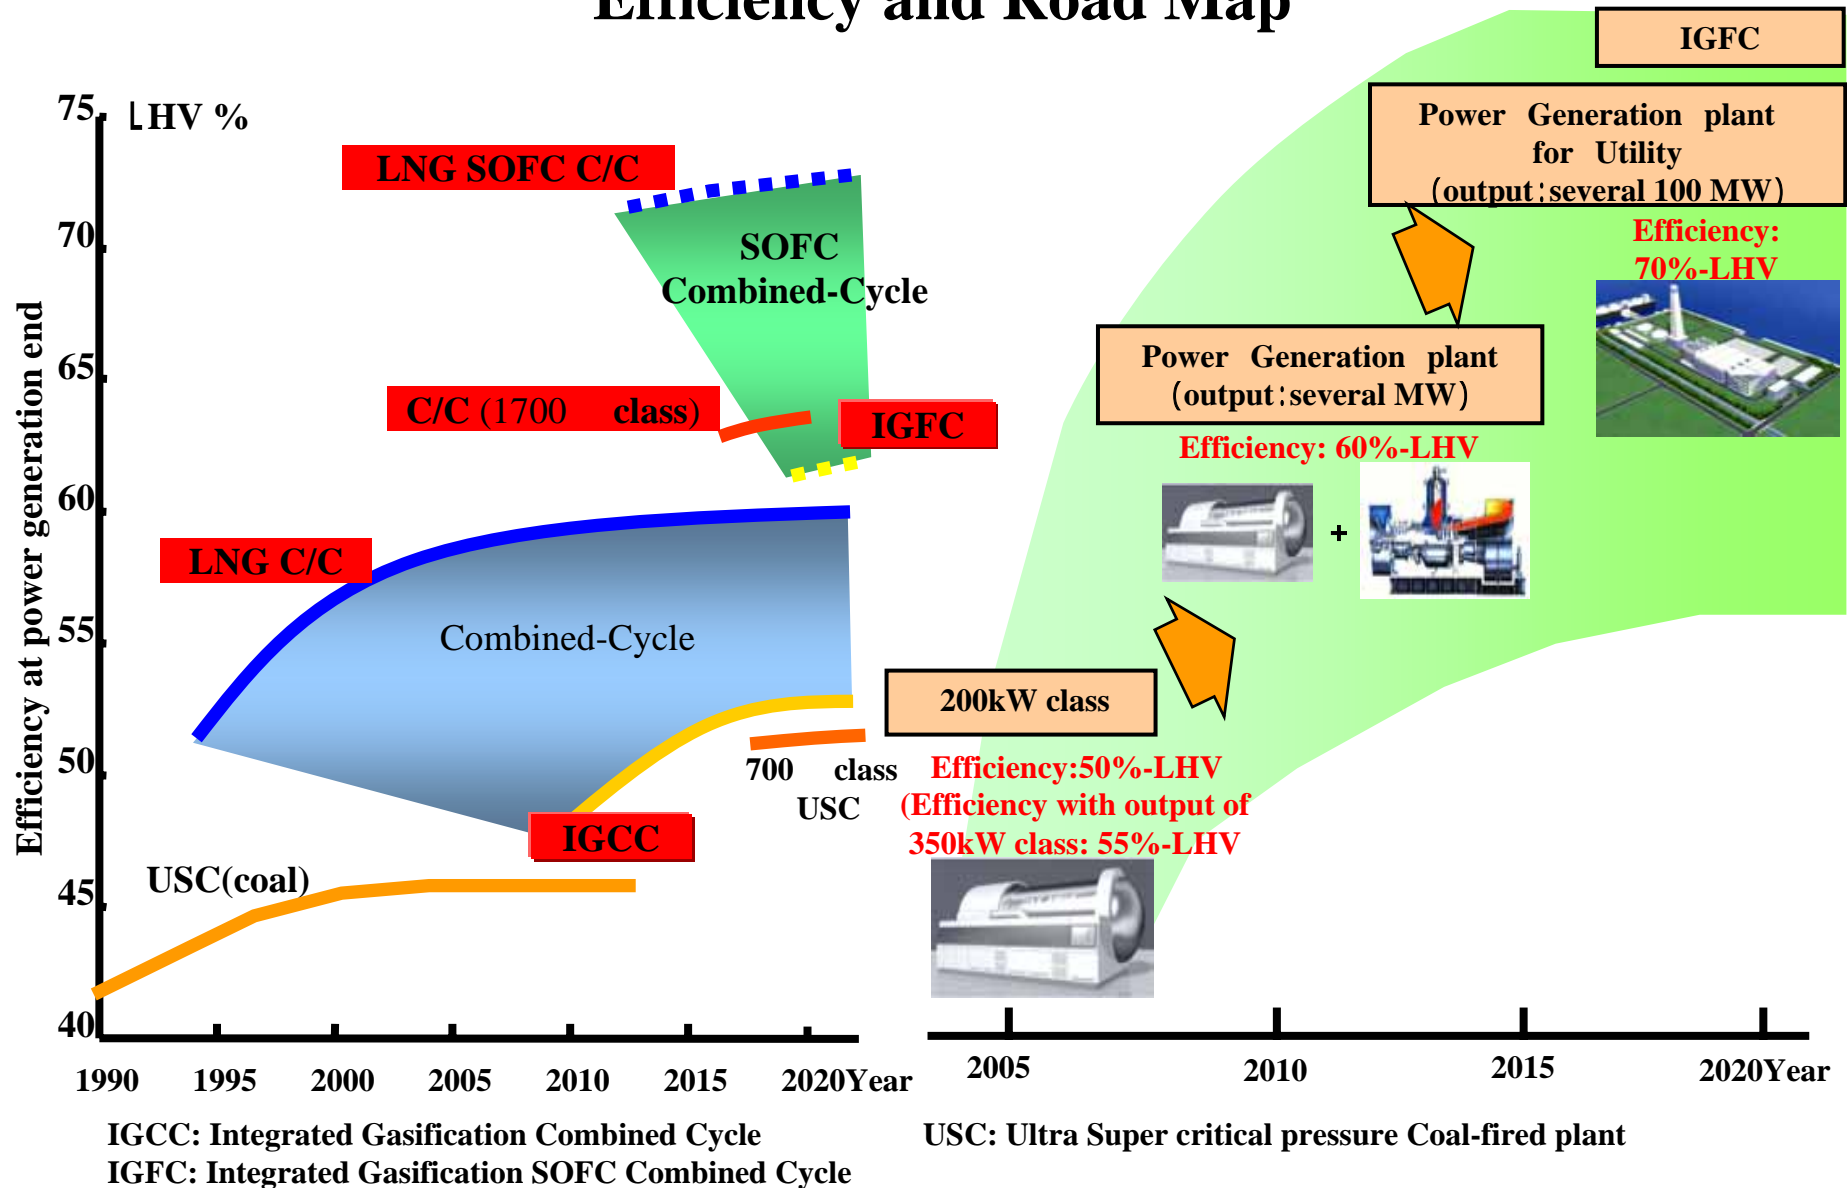 Efficiency and Road Map
IGFC
Power Generation plant
for Utility
(output:several 100 MW)
Efficiency:
70%-LHV
Power Generation plant
(output:several MW)
Efficiency: 60%-LHV
+
200kW class
Efficiency:50%-LHV
(Efficiency with output of
350kW class: 55%-LHV
2005
2010
2015
2020Year
LHV %
75
70
65
60
55
50
45
40
Efficiency at power generation end
LNG SOFC C/C
SOFC
Combined-Cycle
C/C (1700 class)
IGFC
LNG C/C
Combined-Cycle
700 class
USC
IGCC
USC(coal)
1990
1995
2000
2005
2010
2015
2020Year
IGCC: Integrated Gasification Combined Cycle
IGFC: Integrated Gasification SOFC Combined Cycle
USC: Ultra Super critical pressure Coal-fired plant